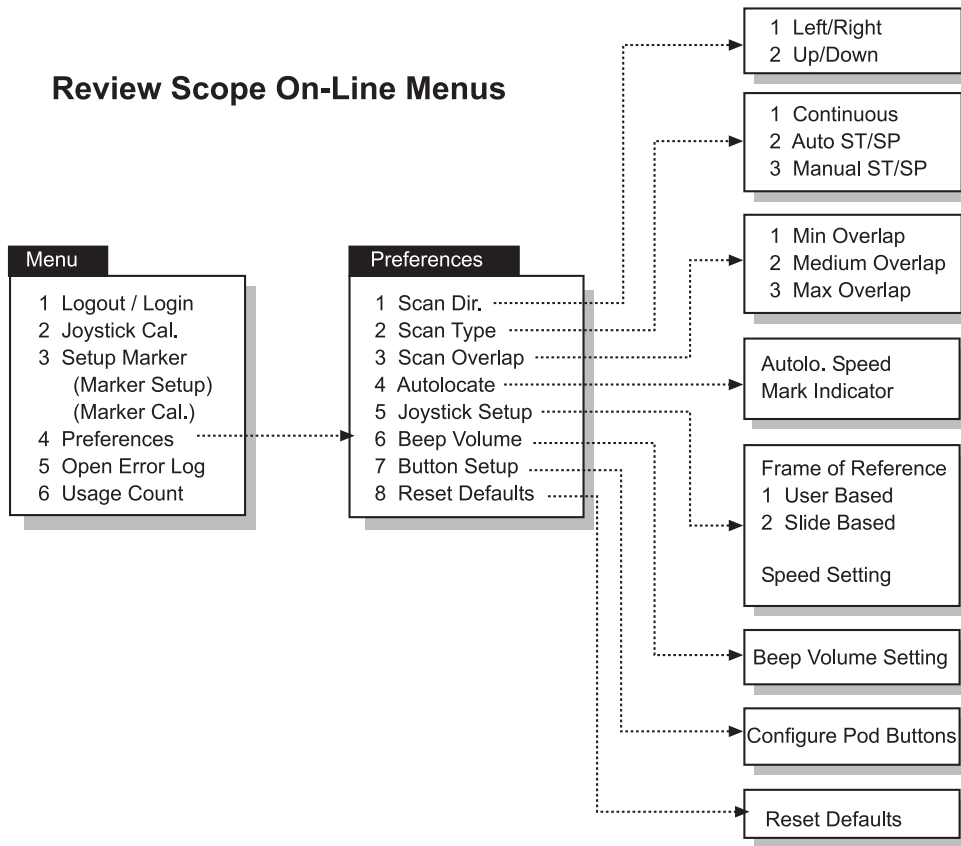 Review Scope On-Line Menus
Menu
1 Logout / Login
2 Joystick Cal.
3 Setup Marker
(Marker Setup)
(Marker Cal.)
4 Preferences
5 Open Error Log
6 Usage Count
Preferences
1 Scan Dir.
2 Scan Type
3 Scan Overlap
4 Autolocate
5 Joystick Setup
6 Beep Volume
7 Button Setup
8 Reset Defaults
1 Left/Right
2 Up/Down
1 Continuous
2 Auto ST/SP
3 Manual ST/SP
1 Min Overlap
2 Medium Overlap
3 Max Overlap
Autolo. Speed
Mark Indicator
Frame of Reference
1 User Based
2 Slide Based
Speed Setting
Beep Volume Setting
Configure Pod Buttons
Reset Defaults